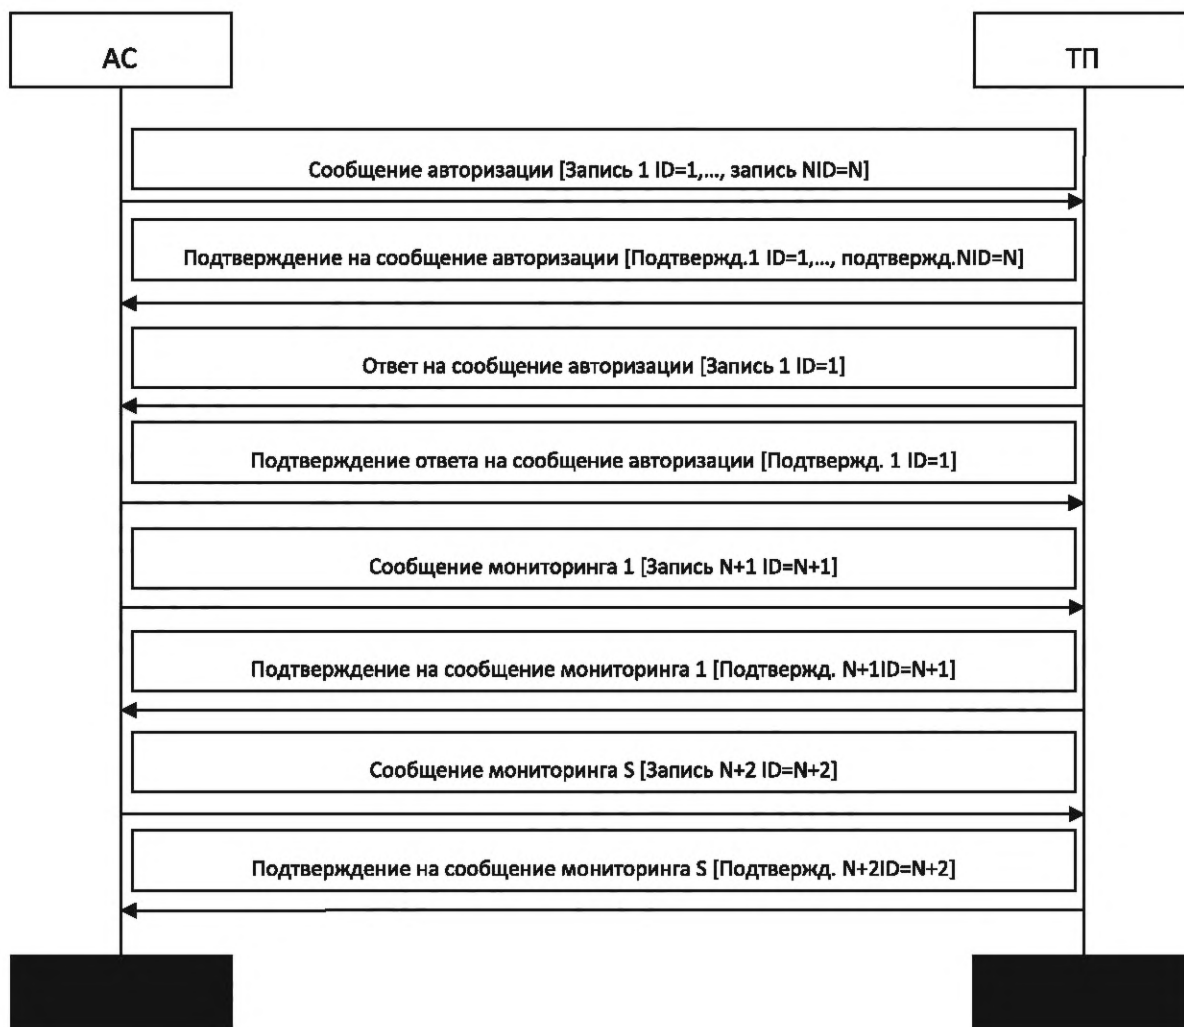 АС
ТП
Сообщение авторизации [Запись 1 ID=1,..., запись NID=N]
Подтверждение на сообщение авторизации [Подтвержд.1 ID=1,..., подтвержд.NID=N]
Ответ на сообщение авторизации [Запись 1 ID=1]
Подтверждение ответа на сообщение авторизации [Подтвержд. 1 ID=1]
Сообщение мониторинга 1 [Запись N+1 ID=N+1]
Подтверждение на сообщение мониторинга 1 [Подтвержд. N+1ID=N+1]
Сообщение мониторинга S [Запись N+2 ID=N+2]
Подтверждение на сообщение мониторинга S [Подтвержд. N+2ID=N+2]